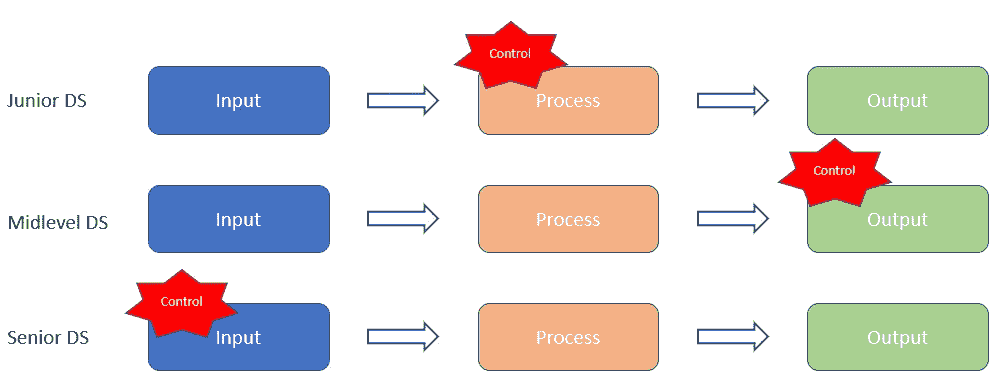 Control
Junior DS Input Process Output
Control
Midlevel DS Input Process Output
Control
Senior DS Input Process Output